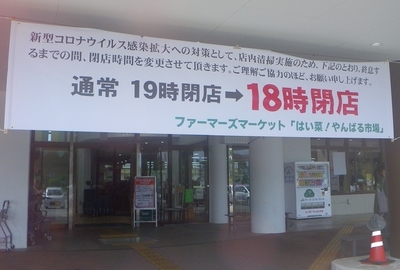 新型コロナウイルス感染拡大への対策として、店内清掃実施のため、下記のとおり、終息す
るまでの間、閉店時間を変更させて頂きます。ご理解ご協力のほど、お願い申し上げます。
通常 19時閉店➡18時閉店
ファーマーズマーケット「はい菜！やんばる市場」